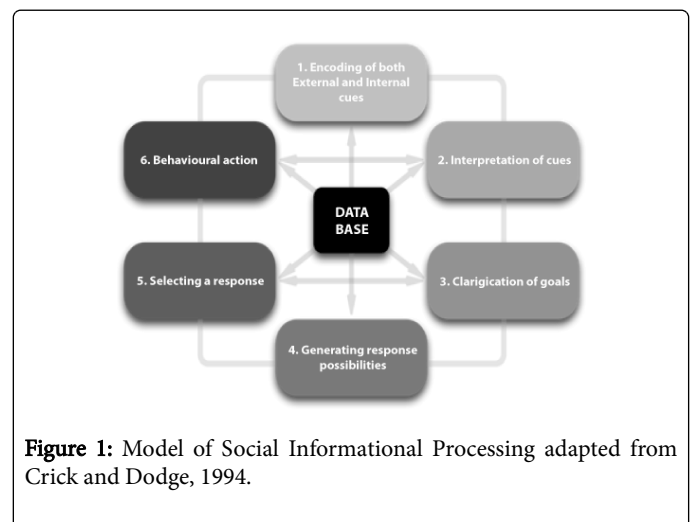 1. Encoding of both
External and Internal
cues
6. Behavioural action
2. Interpretation of cues
DATA
BASE
5. Selecting a response
3. Clarigication of goals
4. Generating response
possibilities
Figure 1: Model of Social Informational Processing adapted from
Crick and Dodge, 1994.